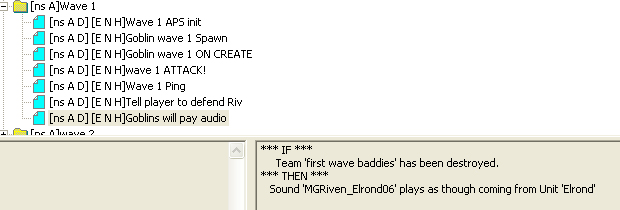 [ns A]Wave 1
[ns A D] [E N H]Wave 1 APS init
[ns A D] [E N H]Goblin wave 1 Spawn
[ns A D] [E N H]Goblin wave 1 ON CREATE
[ns A D] [E N H]wave 1 ATTACK!
[ns A D] [E N H]Wave 1 Ping
[ns A D] [E N H]Tell player to defend Riv
[ns A D] [E N H]Goblins will pay audio
[ns A]wave 2
*** IF ***
Team 'first wave baddies' has been destroyed.
*** THEN ***
Sound 'MGRiven_Elrond06' plays as though coming from Unit 'Elrond'